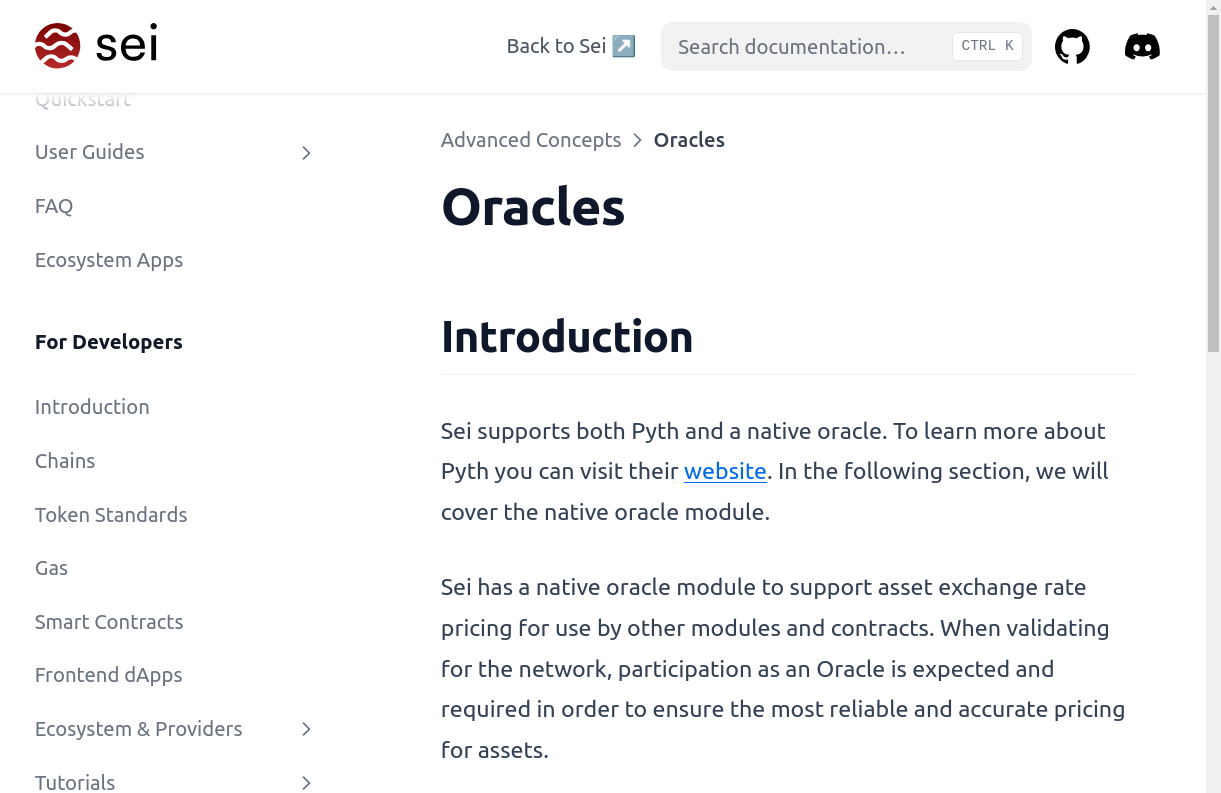 sei
Back to Sei ↗️
Search documentation…
CTRL K
Quickstart
User Guides
FAQ
Ecosystem Apps
For Developers
Introduction
Chains
Token Standards
Gas
Smart Contracts
Frontend dApps
Ecosystem & Providers
Tutorials
Advanced Concepts
Oracles
Oracles
Introduction
Sei supports both Pyth and a native oracle. To learn more about
Pyth you can visit their website. In the following section, we will
cover the native oracle module.
Sei has a native oracle module to support asset exchange rate
pricing for use by other modules and contracts. When validating
for the network, participation as an Oracle is expected and
required in order to ensure the most reliable and accurate pricing
for assets.